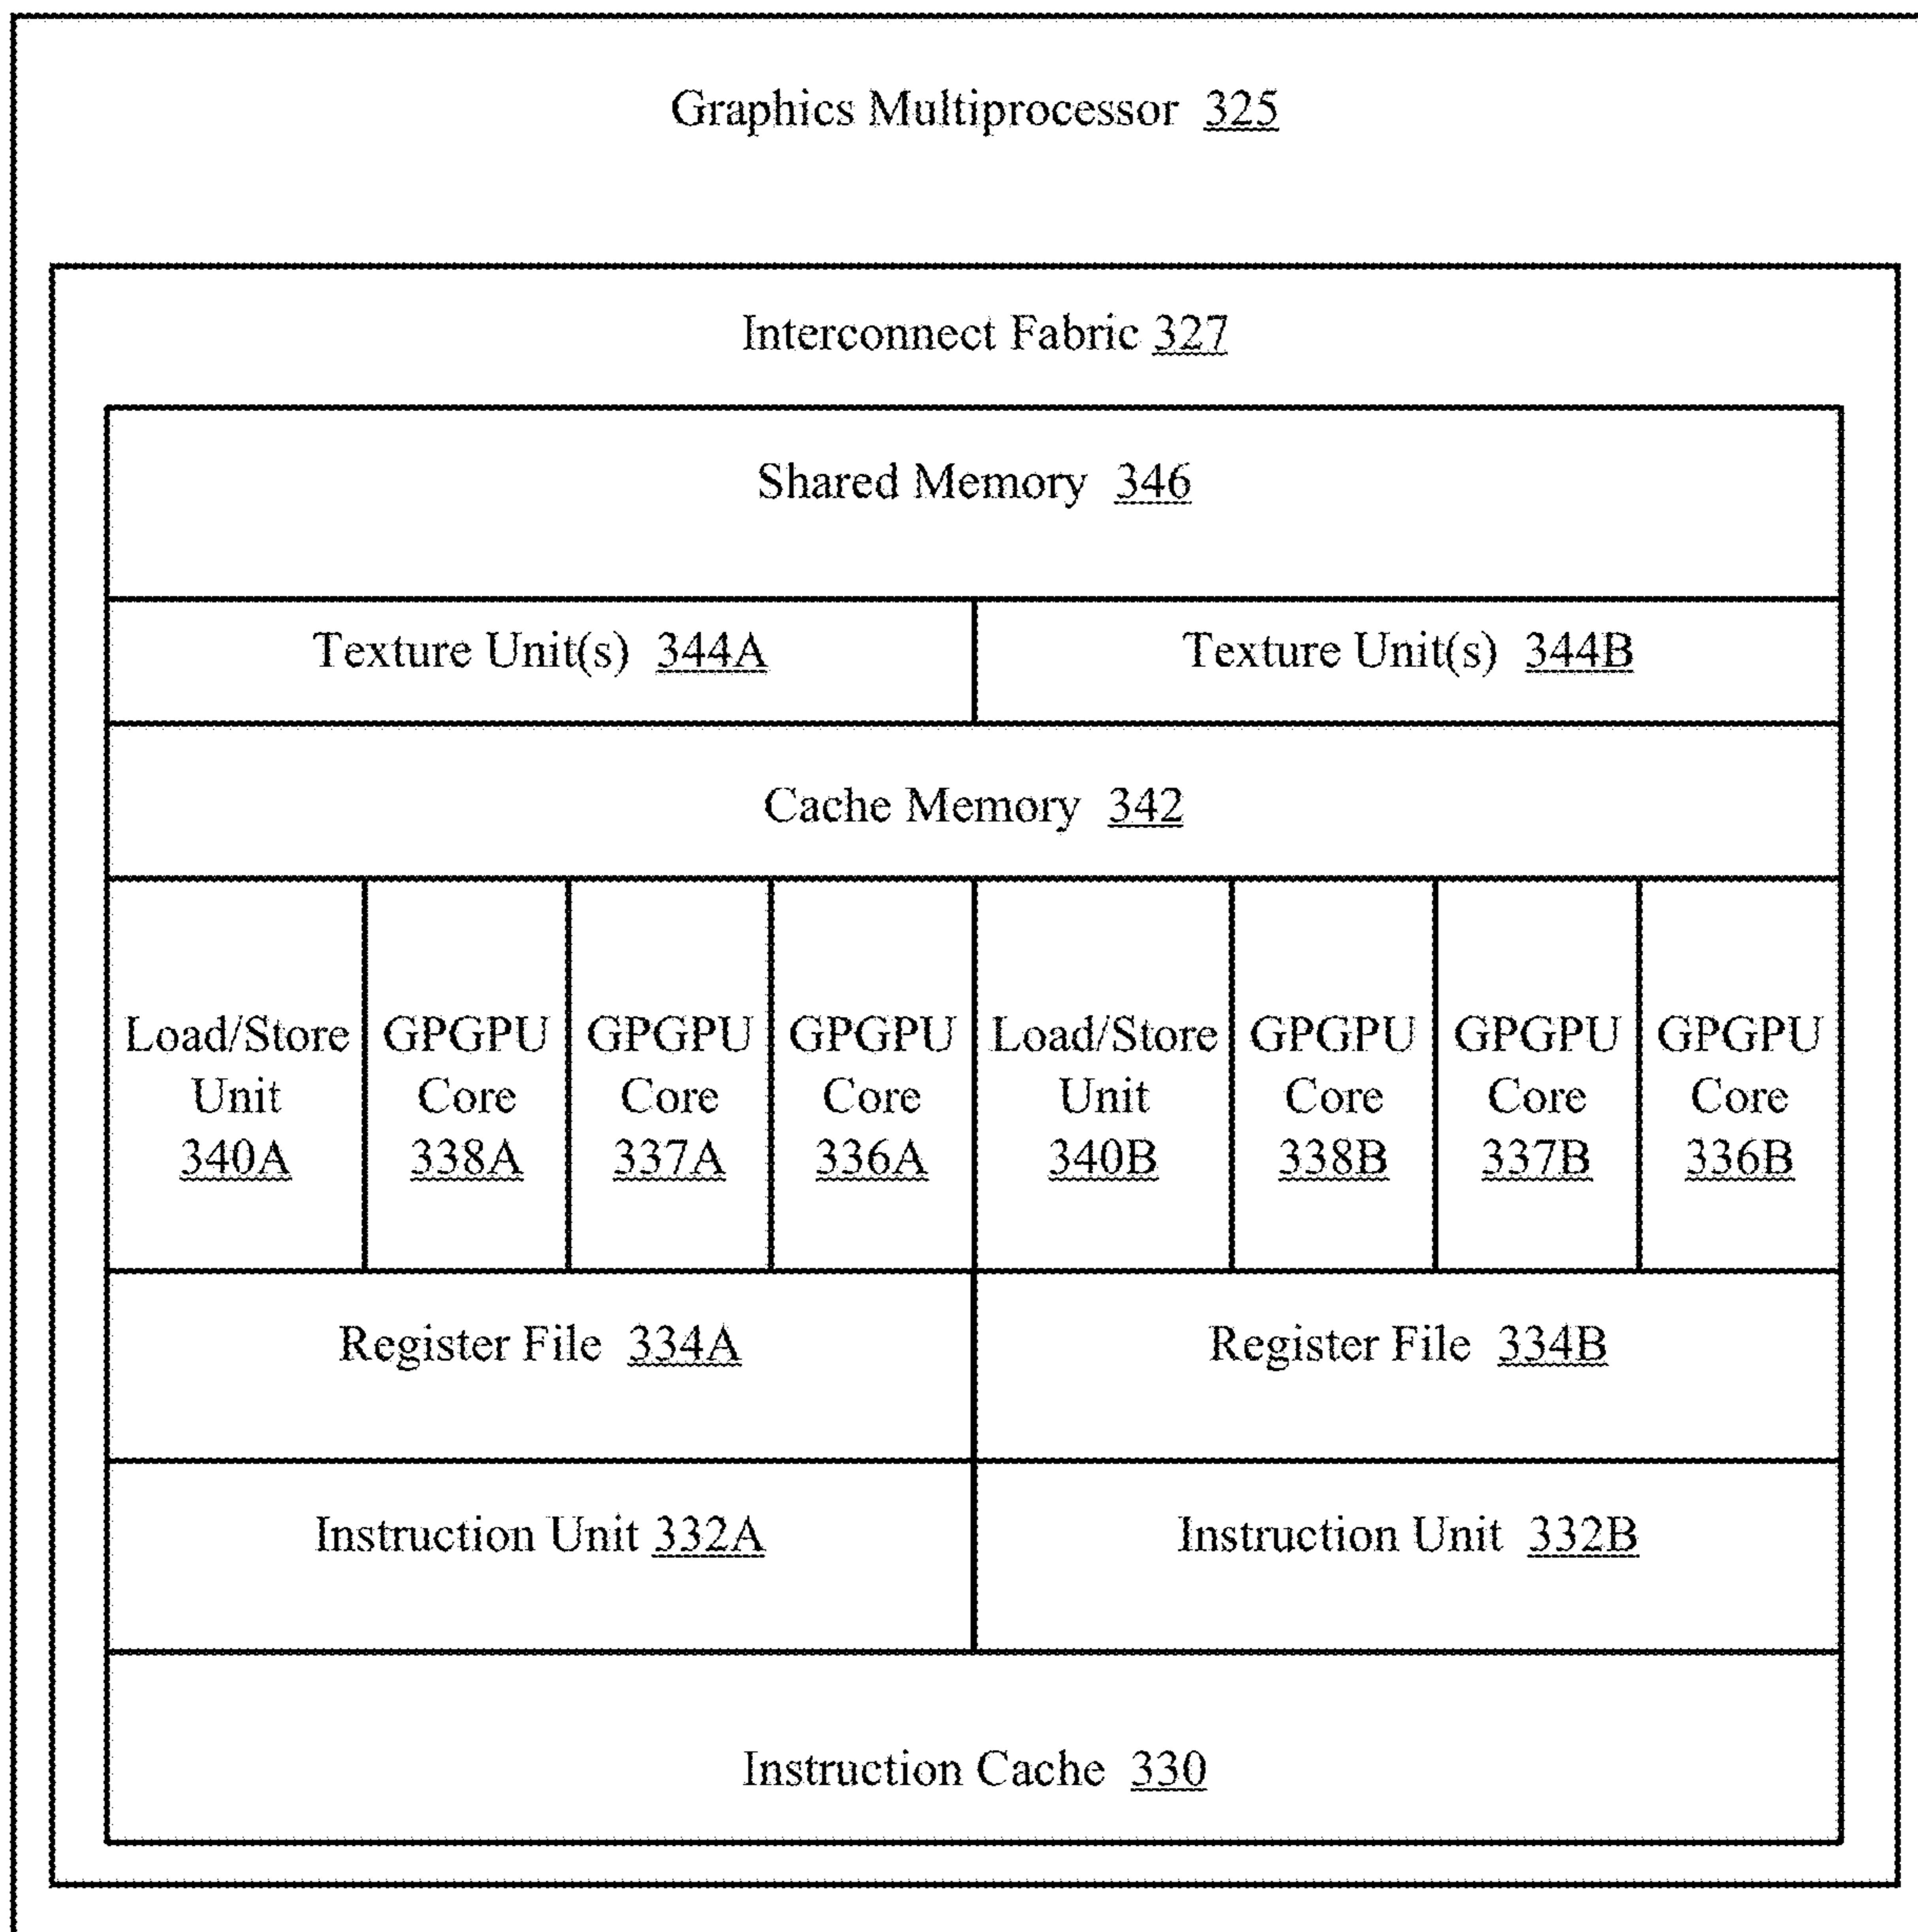 Graphics Multiprocessor 325
Interconnect Fabric 327
Shared Memory 346
Texture Unit(s) 344A
Texture Unit(s) 344B
Cache Memory 342
Load/Store
Unit
340A
GPGPU
Core
338A
GPGPU
Core
337A
GPGPU
Core
336A
Load/Store
Unit
340B
GPGPU
Core
338B
GPGPU
Core
337B
GPGPU
Core
336B
Register File 334A
Register File 334B
Instruction Unit 332A
Instruction Unit 332B
Instruction Cache 330